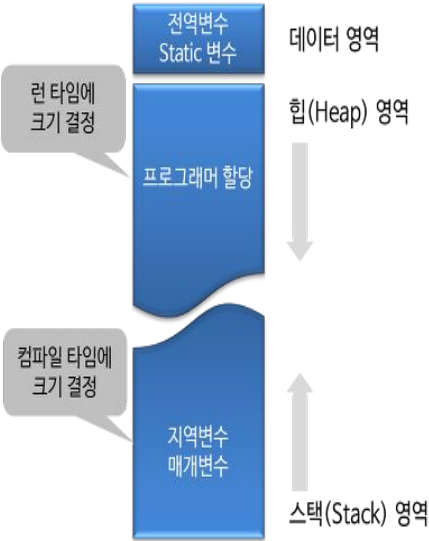 전역변수
Static 변수
데이터 영역
런 타임에
크기 결정
힙(Heap) 영역
프로그래머 할당
컴파일 타임에
크기 결정
지역변수
매개변수
스택(Stack) 영역